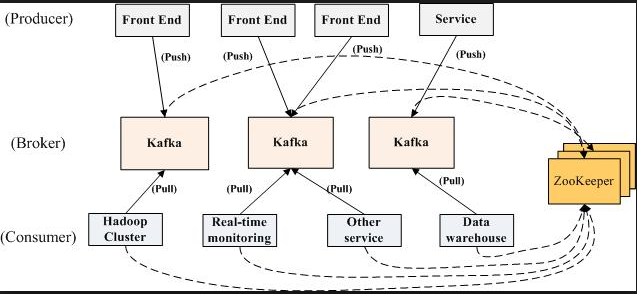 (Producer)
Front End
Front End
Front End
Service
(Push)
(Push)
(Push)
(Push)
(Broker)
Kafka
Kafka
Kafka
ZooKeeper
(Pull)
(Pull)
(Pull)
(Pull)
(Consumer)
Hadoop
Cluster
Real-time
monitoring
Other
service
Data
warehouse